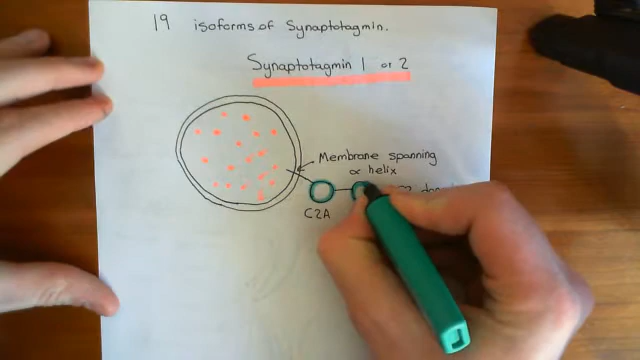 19 isoforms of Synaptotagmin.
Synaptotagmin 1 or 2
Membrane spanning
α helix
C2A